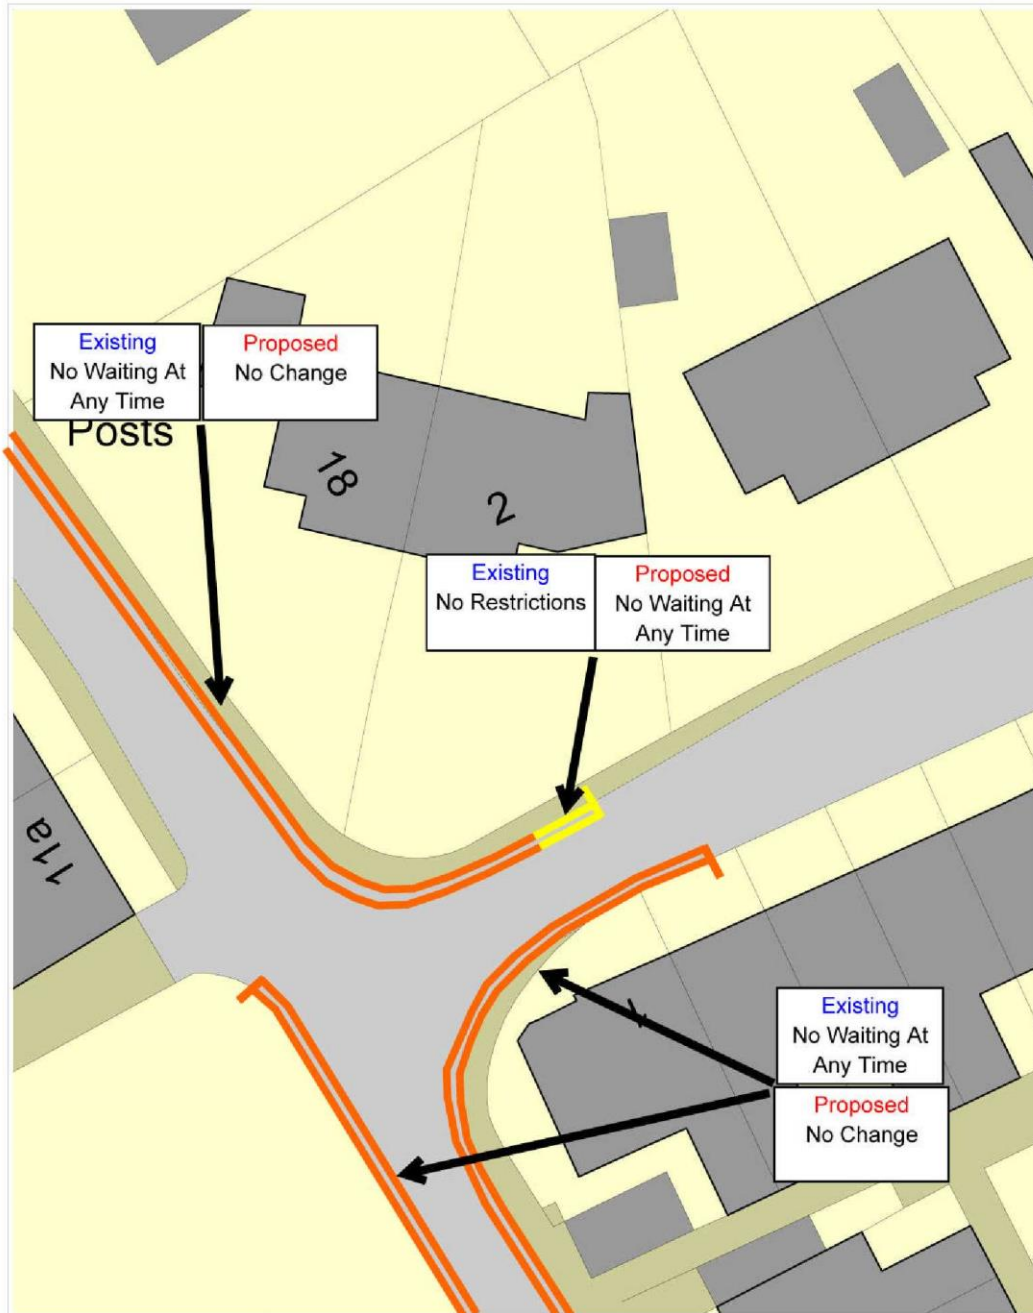 Existing
No Waiting At
Any Time
Proposed
No Change
Posts
18
2
Existing
No Restrictions
Proposed
No Waiting At
Any Time
11a
Existing
No Waiting At
Any Time
Proposed
No Change